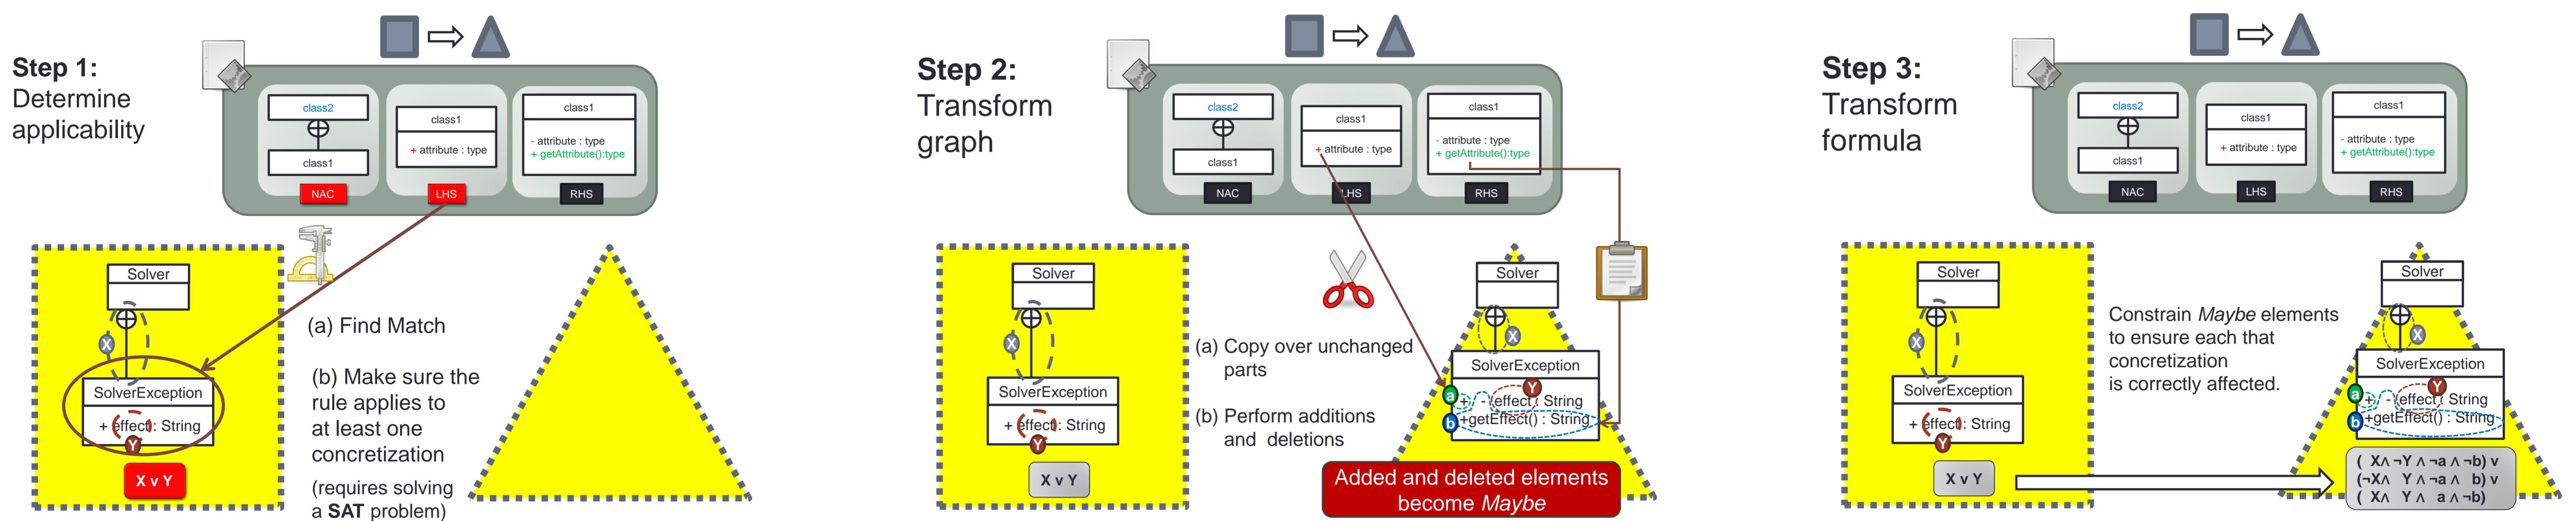 Step 1:
Determine
applicability
class2
class1
NAC
class1
+ attribute : type
LHS
class1
- attribute : type
+ getAttribute():type
RHS
Solver
X
SolverException
+ effect : String
Y
X v Y
(a) Find Match
(b) Make sure the
rule applies to
at least one
concretization
(requires solving
a SAT problem)
Step 2:
Transform
graph
class2
class1
NAC
class1
+ attribute : type
LHS
class1
- attribute : type
+ getAttribute():type
RHS
Solver
X
SolverException
+ effect : String
Y
X v Y
(a) Copy over unchanged
parts
(b) Perform additions
and deletions
Solver
X
SolverException
Y
a
+ - effect : String
b
+getEffect() : String
Added and deleted elements
become Maybe
Step 3:
Transform
formula
class2
class1
NAC
class1
+ attribute : type
LHS
class1
- attribute : type
+ getAttribute():type
RHS
Solver
X
SolverException
+ effect : String
Y
X v Y
Constrain Maybe elements
to ensure each that
concretization
is correctly affected.
Solver
X
SolverException
Y
a
+ - effect : String
b
+getEffect() : String
( X∧ ¬Y ∧ ¬a ∧ ¬b) v
(¬X∧ Y ∧ ¬a ∧ b) v
( X∧ Y ∧ a ∧ ¬b)